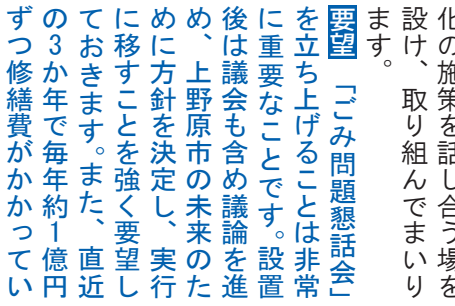 化の施策を話し合う場を
設け、取り組んでまいり
ます。
要望 「ごみ問題懇話会」
を立ち上げることは非常
に重要なことです。設置
後は議会も含め議論を進
め、上野原市の未来のた
めに方針を決定し、実行
に移すことを強く要望し
ておきます。また、直近
の3か年で毎年約1億円
ずつ修繕費がかかってい